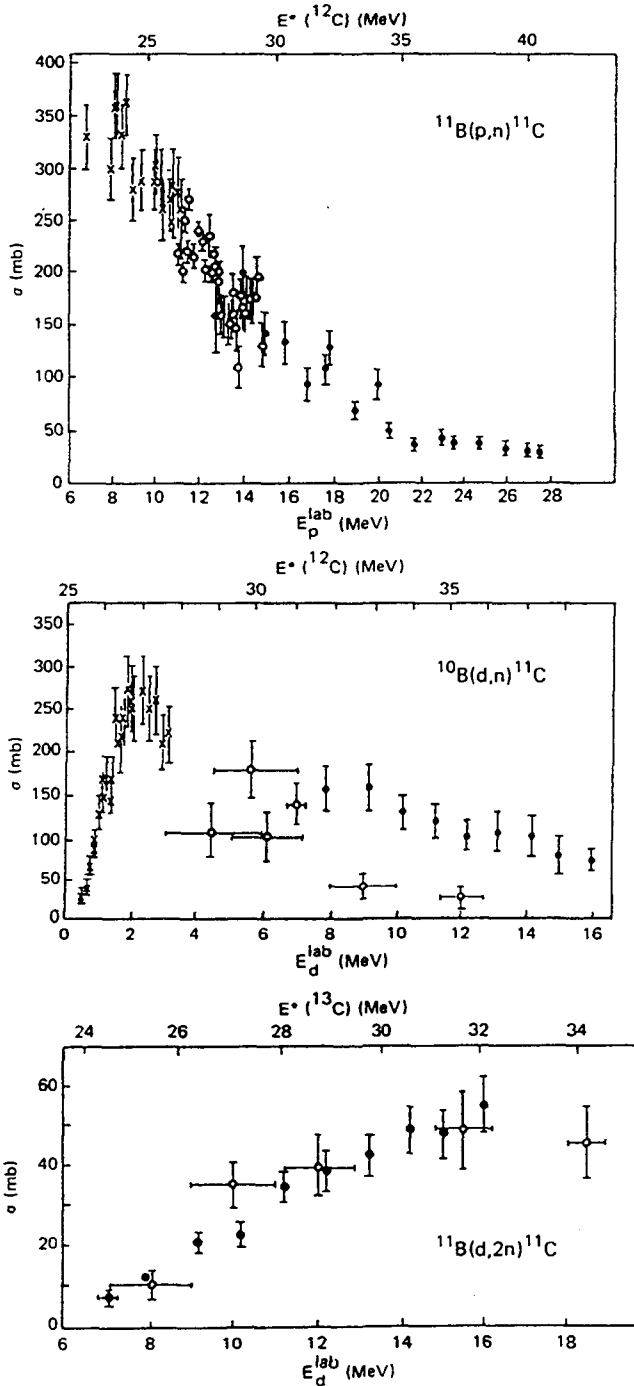 E* (¹²C) (MeV)
25 30 35 40
400
350
300
250
200
150
100
50
0
σ (mb)
¹¹B(p,n)¹¹C
6 8 10 12 14 16 18 20 22 24 26 28
E_p^lab (MeV)
E* (¹²C) (MeV)
25 30 35
350
300
250
200
150
100
50
0
σ (mb)
¹⁰B(d,n)¹¹C
0 2 4 6 8 10 12 14 16
E_d^lab (MeV)
E* (¹³C) (MeV)
24 26 28 30 32 34
60
40
20
0
σ (mb)
¹¹B(d,2n)¹¹C
6 8 10 12 14 16 18
E_d^lab (MeV)